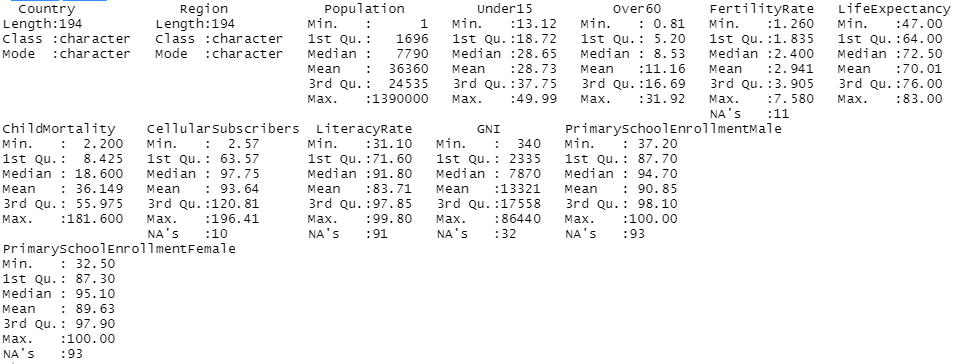 Country             Region            Population          Under15          Over60       FertilityRate   LifeExpectancy
Length:194         Length:194         Min.   :      1   Min.   :13.12   Min.   : 0.81   Min.   :1.260   Min.   :47.00
Class :character   Class :character   1st Qu.:   1696   1st Qu.:18.72   1st Qu.: 5.20   1st Qu.:1.835   1st Qu.:64.00
Mode  :character   Mode  :character   Median :   7790   Median :28.65   Median : 8.53   Median :2.400   Median :72.50
Mean   :  36360   Mean   :28.73   Mean   :11.16   Mean   :2.941   Mean   :70.01
3rd Qu.:  24535   3rd Qu.:37.75   3rd Qu.:16.69   3rd Qu.:3.905   3rd Qu.:76.00
Max.   :1390000   Max.   :49.99   Max.   :31.92   Max.   :7.580   Max.   :83.00
NA's   :11
ChildMortality    CellularSubscribers  LiteracyRate        GNI        PrimarySchoolEnrollmentMale
Min.   :  2.200   Min.   :  2.57   Min.   :31.10   Min.   :  340   Min.   : 37.20
1st Qu.:  8.425   1st Qu.: 63.57   1st Qu.:71.60   1st Qu.: 2335   1st Qu.: 87.70
Median : 18.600   Median : 97.75   Median :91.80   Median : 7870   Median : 94.70
Mean   : 36.149   Mean   : 93.64   Mean   :83.71   Mean   :13321   Mean   : 90.85
3rd Qu.: 55.975   3rd Qu.:120.81   3rd Qu.:97.85   3rd Qu.:17558   3rd Qu.: 98.10
Max.   :181.600   Max.   :196.41   Max.   :99.80   Max.   :86440   Max.   :100.00
NA's   :10   NA's   :91   NA's   :32   NA's   :93
PrimarySchoolEnrollmentFemale
Min.   : 32.50
1st Qu.: 87.30
Median : 95.10
Mean   : 89.63
3rd Qu.: 97.90
Max.   :100.00
NA's   :93